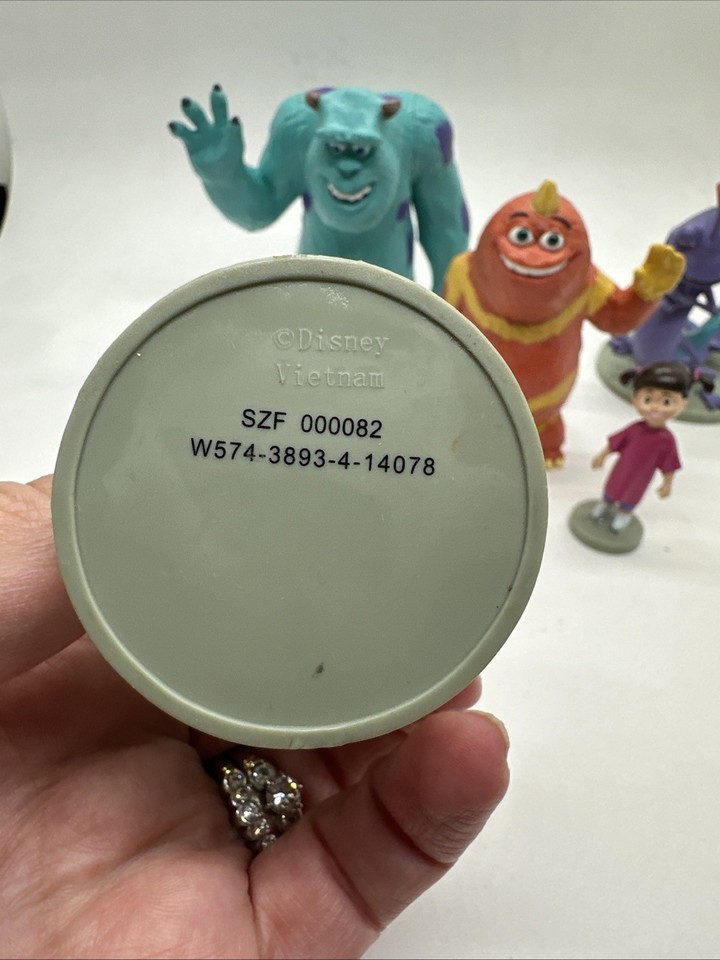 ©Disney
Vietnam
SZF 000082
W574-3893-4-14078